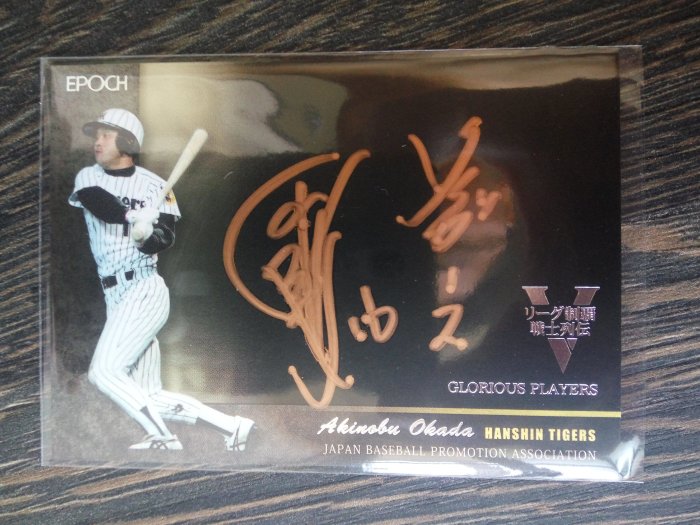 EPOCH
16
リーグ制覇
戦士列伝
V
GLORIOUS PLAYERS
Akinobu Okada HANSHIN TIGERS
JAPAN BASEBALL PROMOTION ASSOCIATION